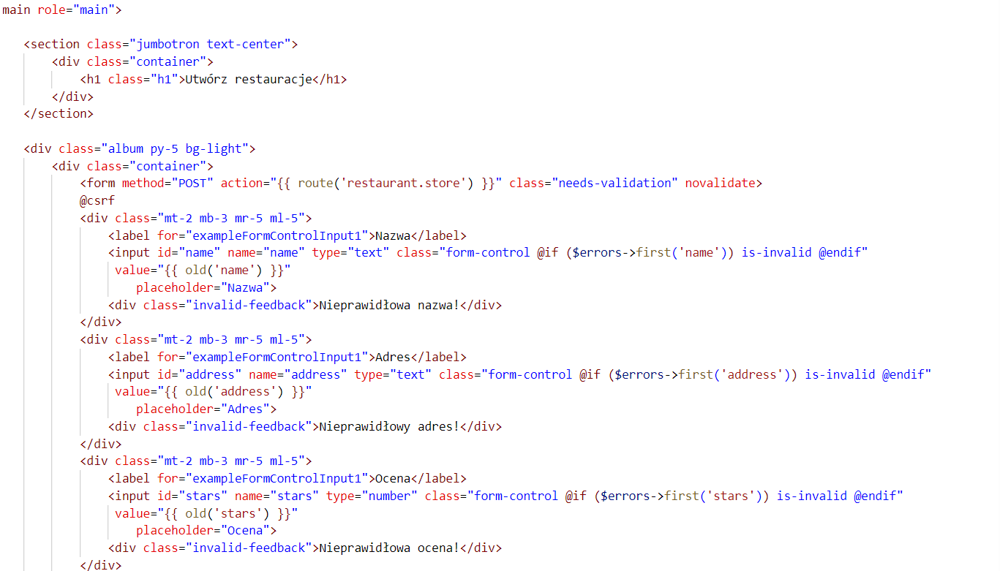 main role="main">
<section class="jumbotron text-center">
<div class="container">
<h1 class="h1">Utwórz restauracje</h1>
</div>
</section>
<div class="album py-5 bg-light">
<div class="container">
<form method="POST" action="{{ route('restaurant.store') }}" class="needs-validation" novalidate>
@csrf
<div class="mt-2 mb-3 mr-5 ml-5">
<label for="exampleFormControlInput1">Nazwa</label>
<input id="name" name="name" type="text" class="form-control @if ($errors->first('name')) is-invalid @endif"
value="{{ old('name') }}"
placeholder="Nazwa">
<div class="invalid-feedback">Nieprawidłowa nazwa!</div>
</div>
<div class="mt-2 mb-3 mr-5 ml-5">
<label for="exampleFormControlInput1">Adres</label>
<input id="address" name="address" type="text" class="form-control @if ($errors->first('address')) is-invalid @endif"
value="{{ old('address') }}"
placeholder="Adres">
<div class="invalid-feedback">Nieprawidłowy adres!</div>
</div>
<div class="mt-2 mb-3 mr-5 ml-5">
<label for="exampleFormControlInput1">Ocena</label>
<input id="stars" name="stars" type="number" class="form-control @if ($errors->first('stars')) is-invalid @endif"
value="{{ old('stars') }}"
placeholder="Ocena">
<div class="invalid-feedback">Nieprawidłowa ocena!</div>
</div>